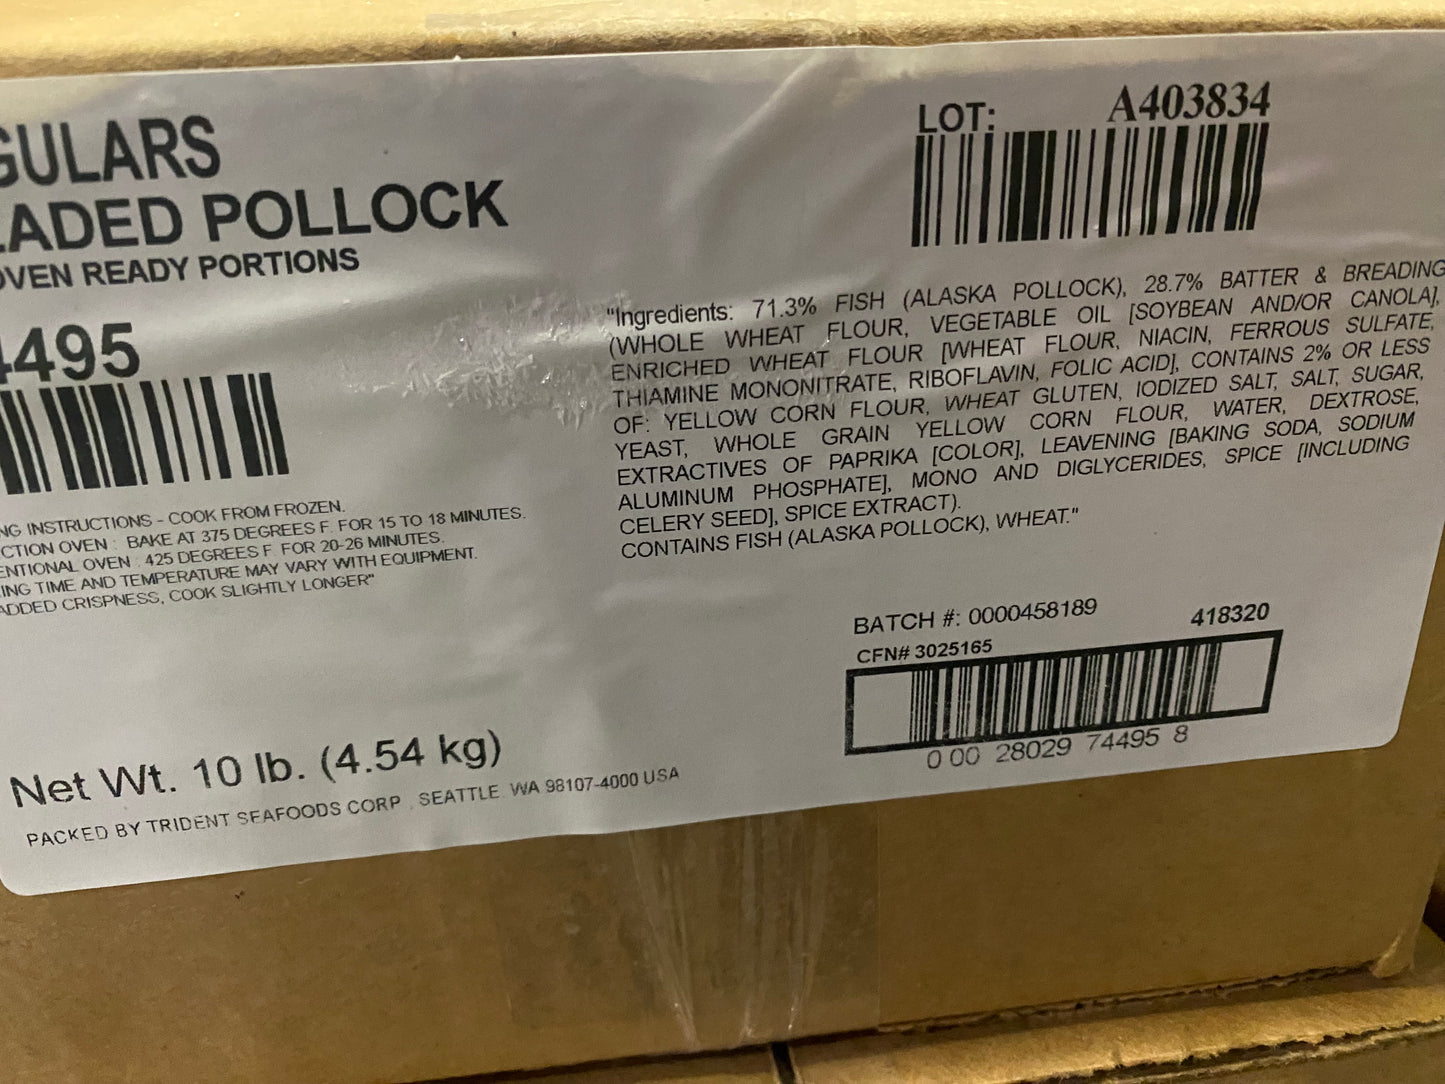 GULARS
ADED POLLOCK
OVEN READY PORTIONS
4495
NG INSTRUCTIONS - COOK FROM FROZEN.
CTION OVEN : BAKE AT 375 DEGREES F. FOR 15 TO 18 MINUTES.
ENTIONAL OVEN : 425 DEGREES F. FOR 20-26 MINUTES.
ING TIME AND TEMPERATURE MAY VARY WITH EQUIPMENT.
ADDED CRISPNESS, COOK SLIGHTLY LONGER"
Net Wt. 10 lb. (4.54 kg)
PACKED BY TRIDENT SEAFOODS CORP . SEATTLE WA 98107-4000 USA
LOT: A403834
"Ingredients: 71.3% FISH (ALASKA POLLOCK), 28.7% BATTER & BREADING
(WHOLE WHEAT FLOUR, VEGETABLE OIL [SOYBEAN AND/OR CANOLA],
ENRICHED WHEAT FLOUR [WHEAT FLOUR, NIACIN, FERROUS SULFATE,
THIAMINE MONONITRATE, RIBOFLAVIN, FOLIC ACID], CONTAINS 2% OR LESS
OF: YELLOW CORN FLOUR, WHEAT GLUTEN, IODIZED SALT, SALT, SUGAR,
YEAST, WHOLE GRAIN YELLOW CORN FLOUR, WATER, DEXTROSE,
EXTRACTIVES OF PAPRIKA [COLOR], LEAVENING [BAKING SODA, SODIUM
ALUMINUM PHOSPHATE], MONO AND DIGLYCERIDES, SPICE [INCLUDING
CELERY SEED], SPICE EXTRACT).
CONTAINS FISH (ALASKA POLLOCK), WHEAT."
BATCH #: 0000458189 418320
CFN# 3025165
0 00 28029 74495 8